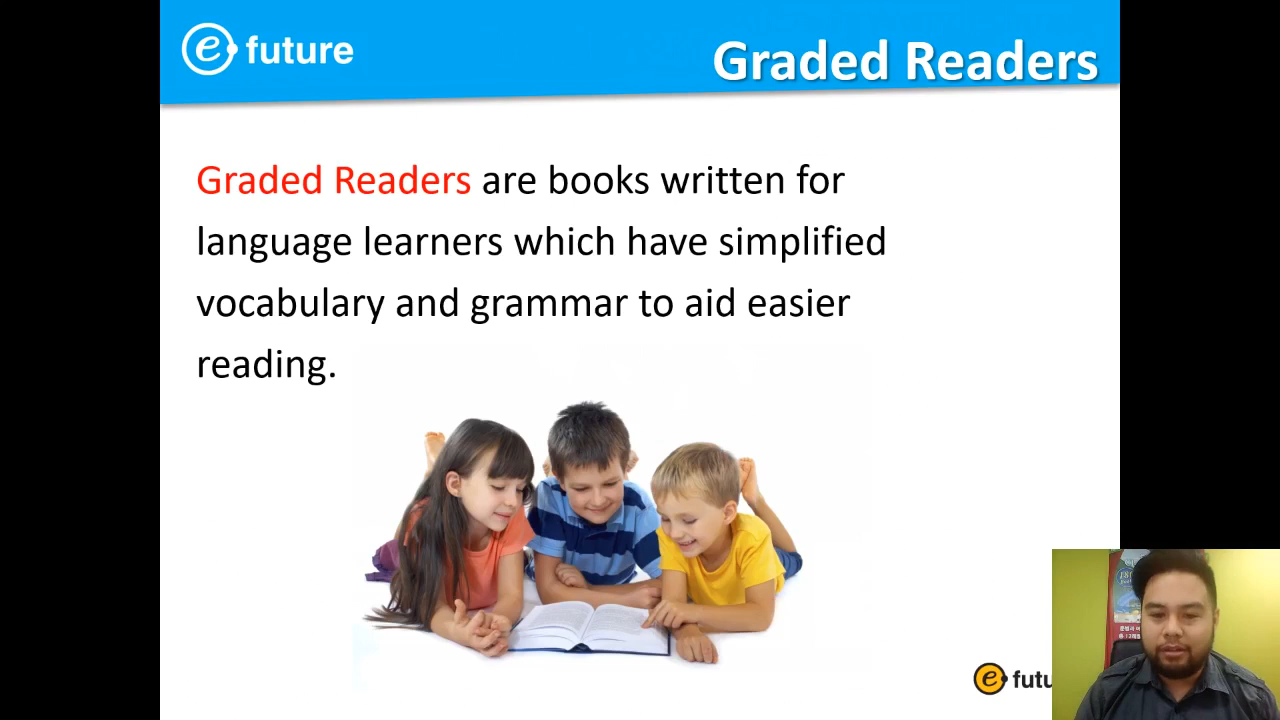 e future
Graded Readers
Graded Readers are books written for
language learners which have simplified
vocabulary and grammar to aid easier
reading.
e futu